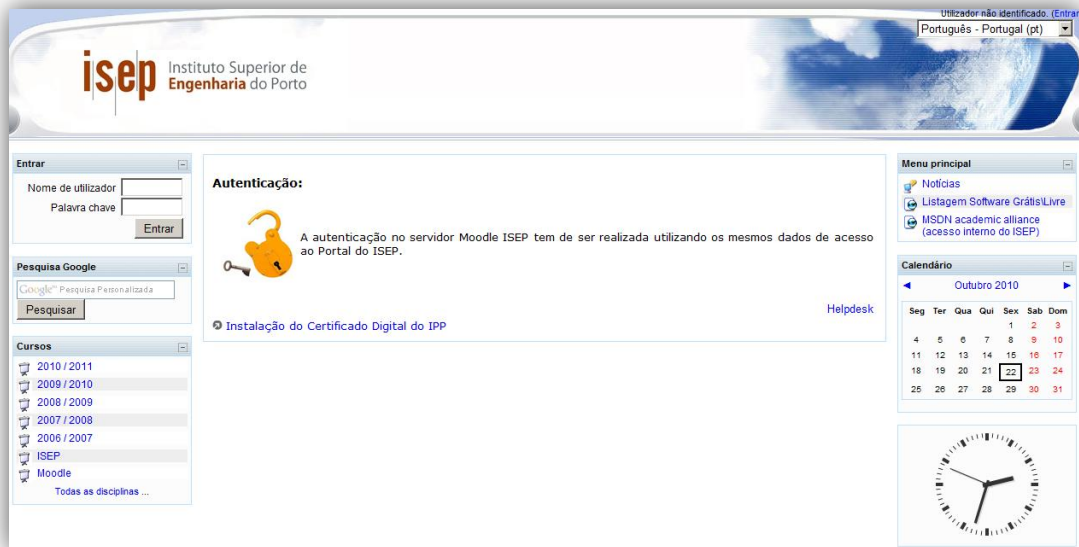 Utilizador não identificado. (Entrar
Português - Portugal (pt)
isep
Instituto Superior de
Engenharia do Porto
Entrar
Nome de utilizador
Palavra chave
Entrar
Pesquisa Google
Google™ Pesquisa Personalizada
Pesquisar
Cursos
2010 / 2011
2009 / 2010
2008 / 2009
2007 / 2008
2006 / 2007
ISEP
Moodle
Todas as disciplinas ...
Autenticação:
A autenticação no servidor Moodle ISEP tem de ser realizada utilizando os mesmos dados de acesso
ao Portal do ISEP.
Helpdesk
Instalação do Certificado Digital do IPP
Menu principal
Notícias
Listagem Software Grátis\Livre
MSDN academic alliance
(acesso interno do ISEP)
Calendário
◄ Outubro 2010 ►
Seg Ter Qua Qui Sex Sab Dom
1 2 3
4 5 6 7 8 9 10
11 12 13 14 15 16 17
18 19 20 21 22 23 24
25 26 27 28 29 30 31